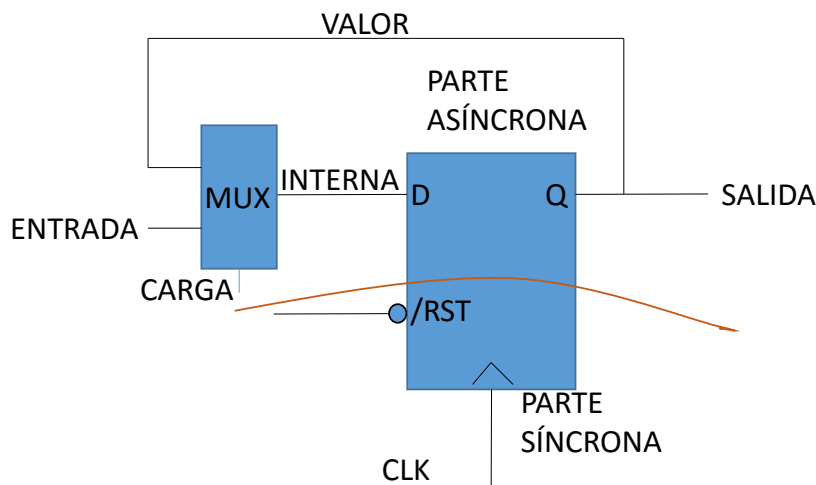 VALOR
PARTE
ASÍNCRONA
MUX
INTERNA
D
Q
SALIDA
ENTRADA
CARGA
/RST
PARTE
SÍNCRONA
CLK